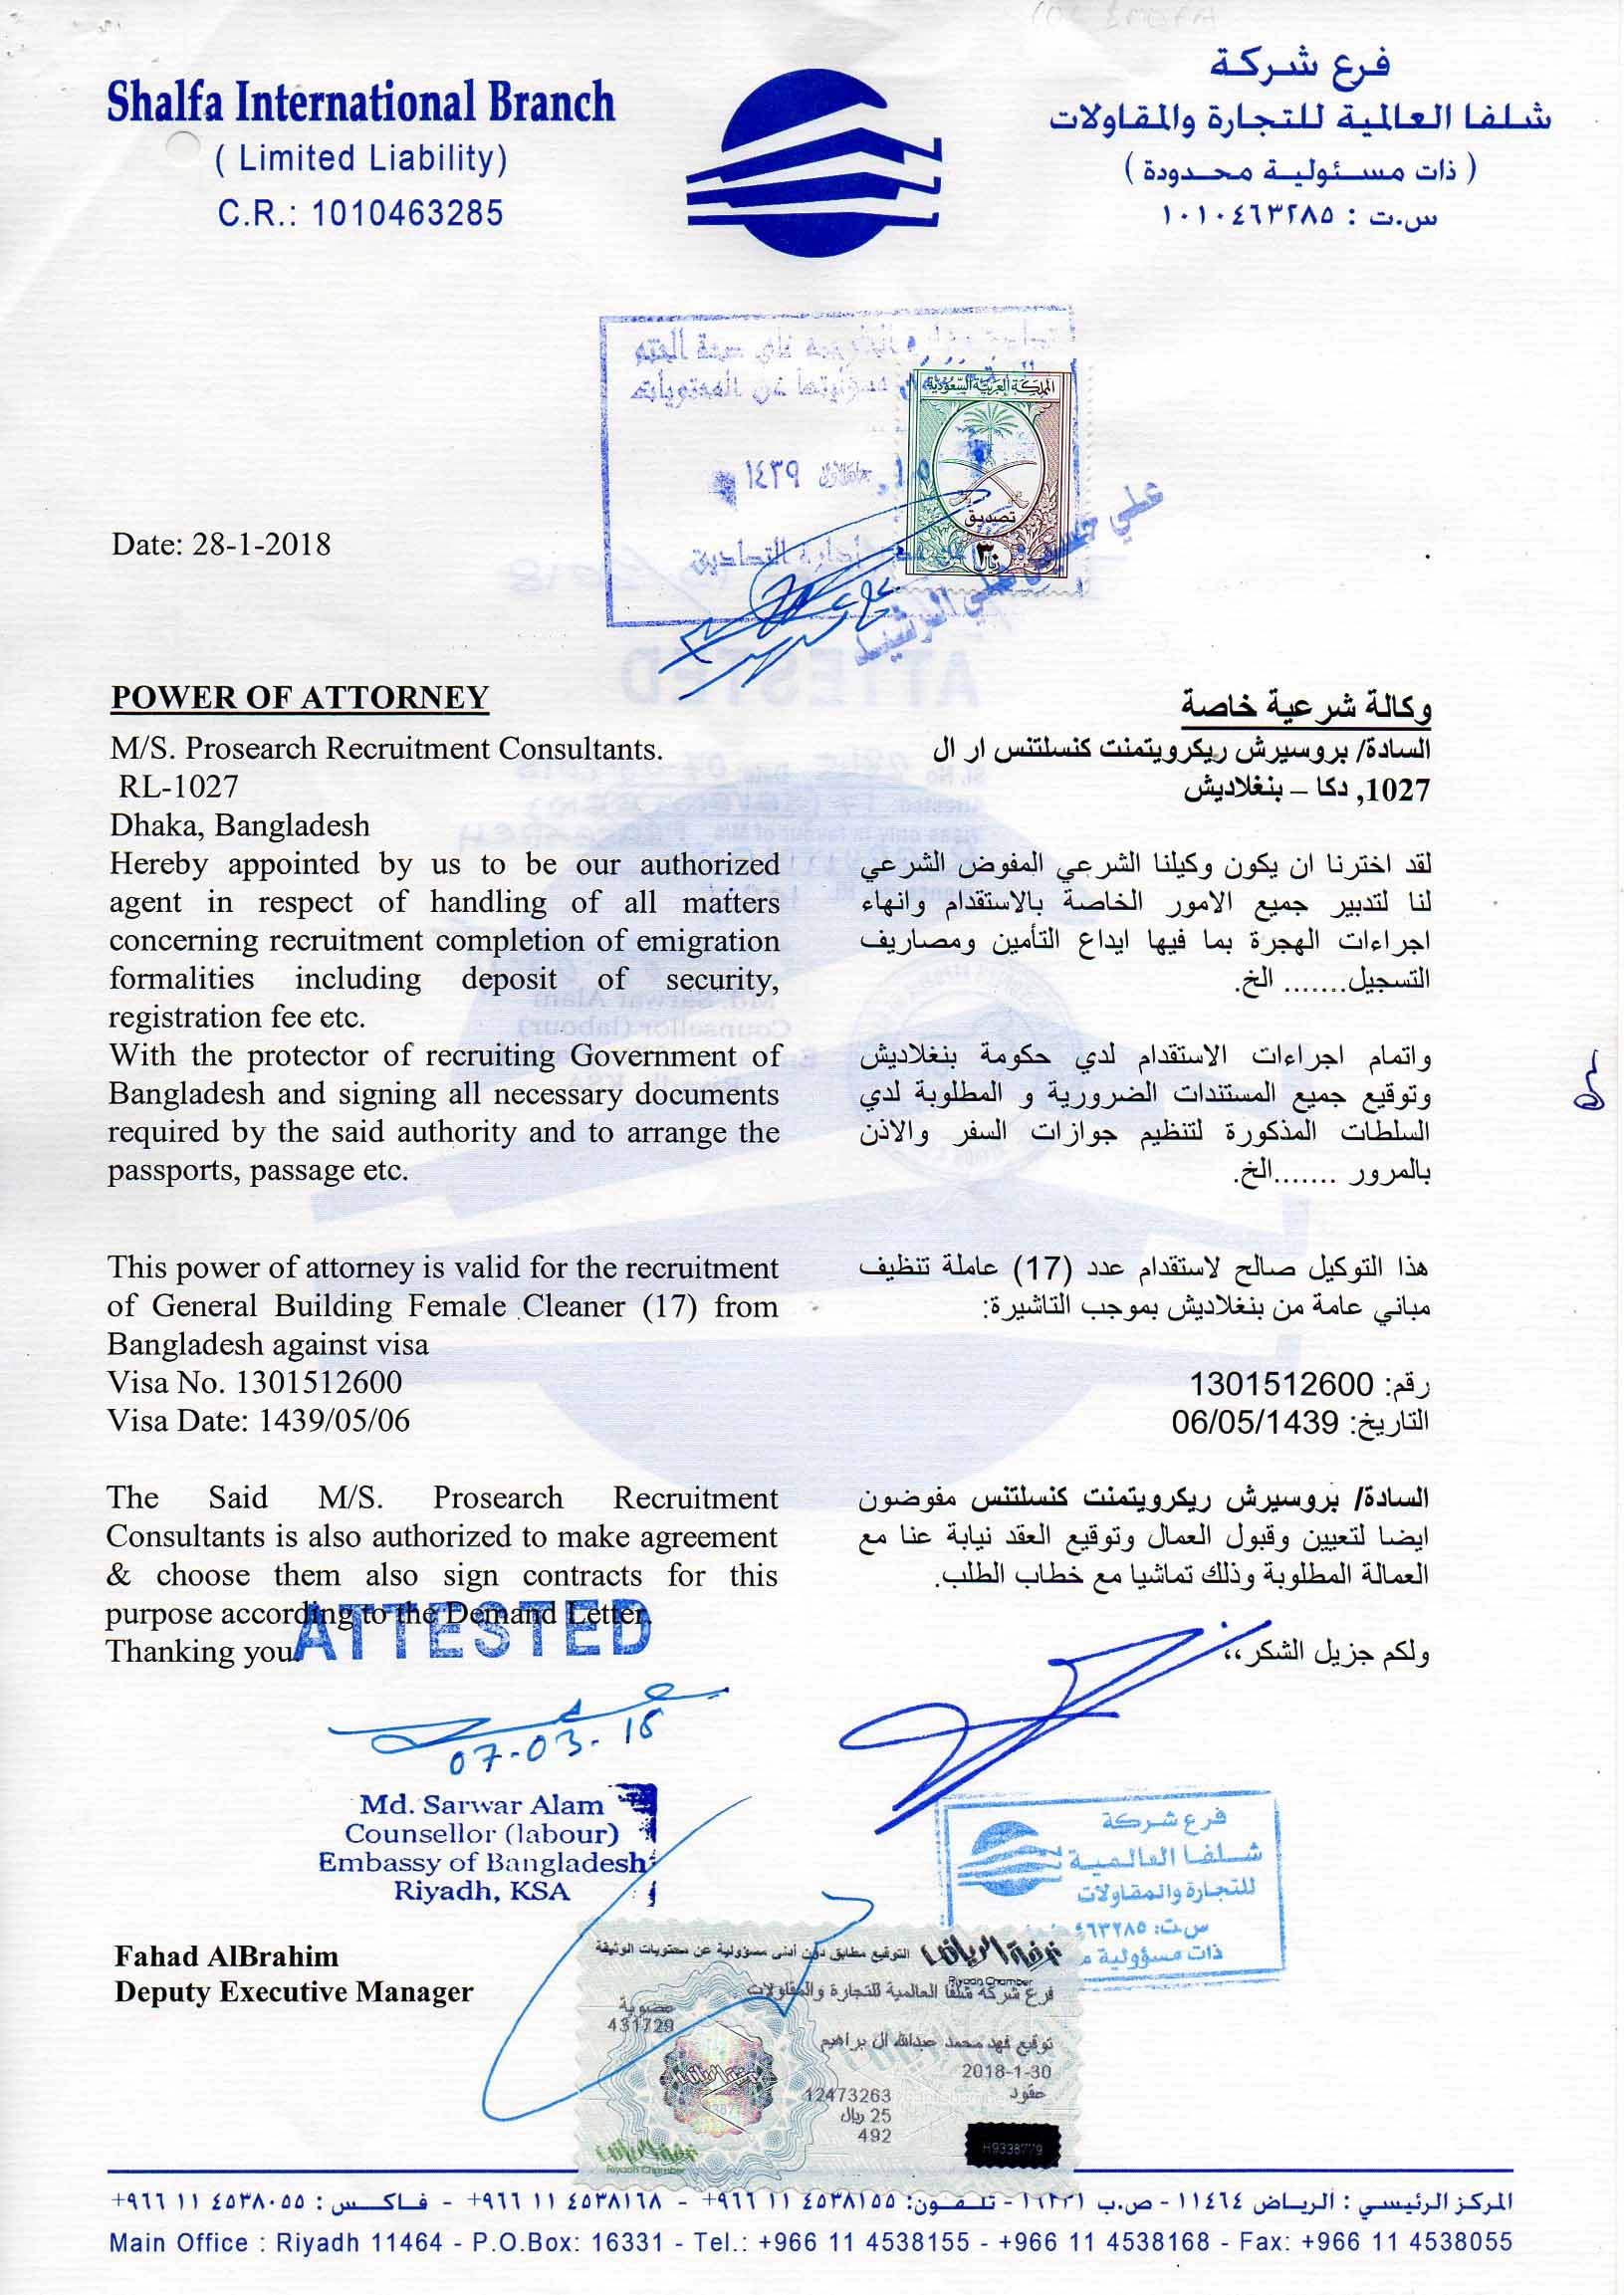 Shalfa International Branch
( Limited Liability)
C.R.: 1010463285
فرع شركة
شلفا العالمية للتجارة والمقاولات
( ذات مسئولية محدودة )
س.ت : ١٠١٠٤٦٣٢٨٥
المملكة العربية السعودية
تصديق
٣٠
ريال
١٤٣٩
إدارة التصاديق
Date: 28-1-2018
POWER OF ATTORNEY
M/S. Prosearch Recruitment Consultants.
RL-1027
Dhaka, Bangladesh
Hereby appointed by us to be our authorized
agent in respect of handling of all matters
concerning recruitment completion of emigration
formalities including deposit of security,
registration fee etc.
With the protector of recruiting Government of
Bangladesh and signing all necessary documents
required by the said authority and to arrange the
passports, passage etc.
This power of attorney is valid for the recruitment
of General Building Female Cleaner (17) from
Bangladesh against visa
Visa No. 1301512600
Visa Date: 1439/05/06
The Said M/S. Prosearch Recruitment
Consultants is also authorized to make agreement
& choose them also sign contracts for this
purpose according to the Demand Letter.
Thanking you.
وكالة شرعية خاصة
السادة/ بروسيرش ريكرويتمنت كنسلتنس ار ال
1027, دكا – بنغلاديش
لقد اخترنا ان يكون وكيلنا الشرعي المفوض الشرعي
لنا لتدبير جميع الامور الخاصة بالاستقدام وانهاء
اجراءات الهجرة بما فيها ايداع التأمين ومصاريف
التسجيل....... الخ.
واتمام اجراءات الاستقدام لدي حكومة بنغلاديش
وتوقيع جميع المستندات الضرورية و المطلوبة لدي
السلطات المذكورة لتنظيم جوازات السفر والاذن
بالمرور .......الخ.
هذا التوكيل صالح لاستقدام عدد (17) عاملة تنظيف
مباني عامة من بنغلاديش بموجب التاشيرة:
رقم: 1301512600
التاريخ: 06/05/1439
السادة/ بروسيرش ريكرويتمنت كنسلتنس مفوضون
ايضا لتعيين وقبول العمال وتوقيع العقد نيابة عنا مع
العمالة المطلوبة وذلك تماشيا مع خطاب الطلب.
ولكم جزيل الشكر،،
ATTESTED
07-03-18
Md. Sarwar Alam
Counsellor (labour)
Embassy of Bangladesh
Riyadh, KSA
Fahad AlBrahim
Deputy Executive Manager
فرع شركة
شلفا العالمية
للتجارة والمقاولات
س.ت: ٤٦٣٢٨٥
ذات مسؤولية
غرفة الرياض
Riyadh Chamber
التوقيع مطابق دون أدنى مسؤولية عن محتويات الوثيقة
فرع شركة شلفا العالمية للتجارة والمقاولات
عضوية
431729
توقيع فهد محمد عبدالله ال براهيم
2018-1-30
عقود
12473263
25 ريال
492
H9338779
Riyadh Chamber
المركز الرئيسي : الرياض ١١٤٦٤ - ص.ب ١٦٣٣١ - تلفون: ٤٥٣٨١٥٥ ١١ ٩٦٦+ - ٤٥٣٨١٦٨ ١١ ٩٦٦+ - فاكس : ٤٥٣٨٠٥٥ ١١ ٩٦٦+
Main Office : Riyadh 11464 - P.O.Box: 16331 - Tel.: +966 11 4538155 - +966 11 4538168 - Fax: +966 11 4538055